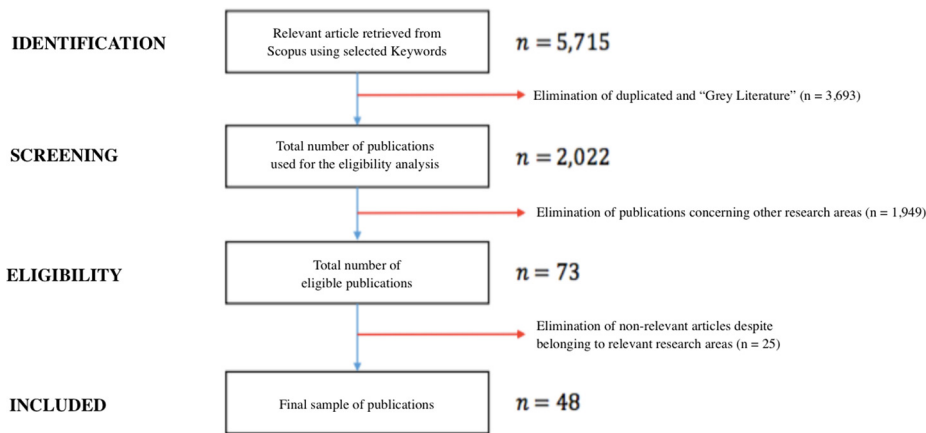 IDENTIFICATION
Relevant article retrieved from
Scopus using selected Keywords
n = 5,715
Elimination of duplicated and “Grey Literature” (n = 3,693)
SCREENING
Total number of publications
used for the eligibility analysis
n = 2,022
Elimination of publications concerning other research areas (n = 1,949)
ELIGIBILITY
Total number of
eligible publications
n = 73
Elimination of non-relevant articles despite
belonging to relevant research areas (n = 25)
INCLUDED
Final sample of publications
n = 48